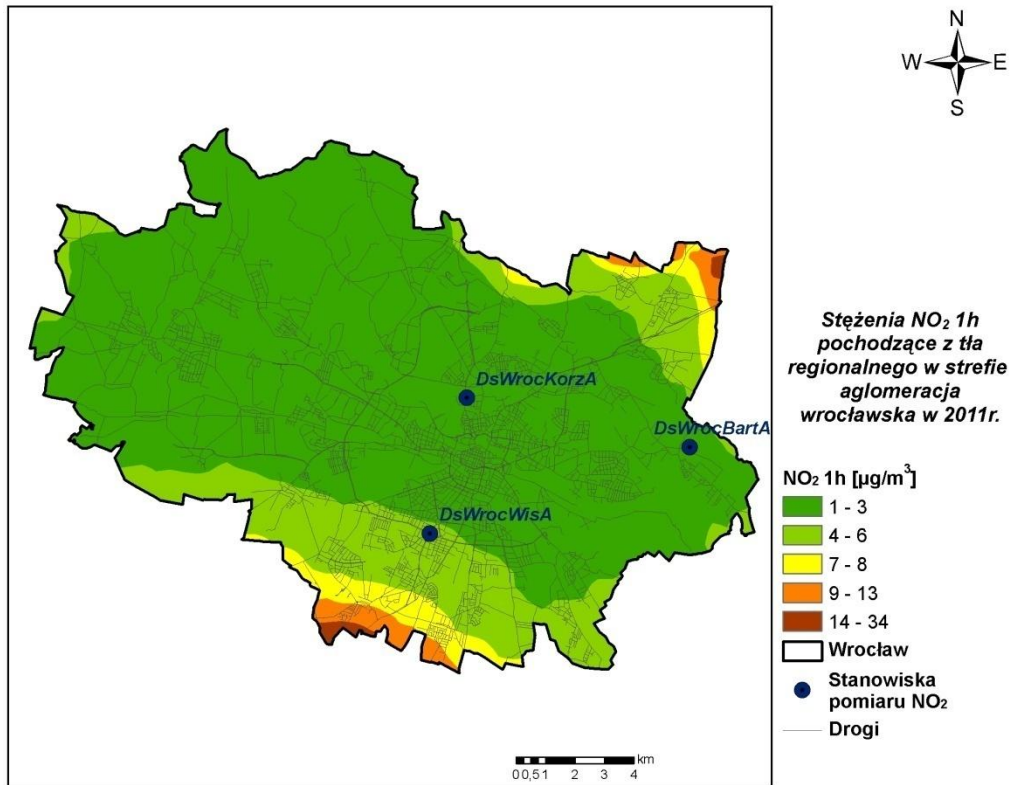 N
W E
S
DsWrocKorzA
DsWrocBartA
DsWrocWisA
Stężenia NO₂ 1h
pochodzące z tła
regionalnego w strefie
aglomeracja
wrocławska w 2011r.
NO₂ 1h [µg/m³]
1 - 3
4 - 6
7 - 8
9 - 13
14 - 34
Wrocław
Stanowiska
pomiaru NO₂
Drogi
km
0 0,5 1 2 3 4